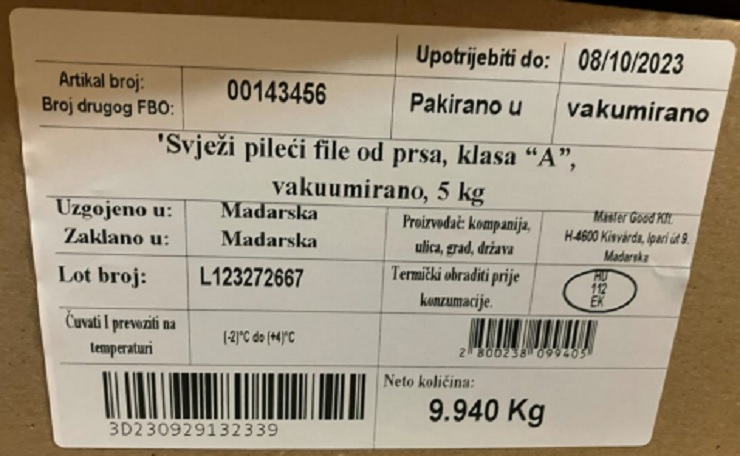 Upotrijebiti do: 08/10/2023
Artikal broj:
Broj drugog FBO:
00143456
Pakirano u vakumirano
'Svježi pileći file od prsa, klasa “A”,
vakuumirano, 5 kg
Uzgojeno u: Mađarska
Zaklano u: Mađarska
Proizvođač: kompanija,
ulica, grad, država
Master Good Kft.
H-4600 Kisvárda, Ipari út 9.
Mađarska
Lot broj: L123272667
Termički obraditi prije
konzumacije.
HU
112
EK
Čuvati I prevoziti na
temperaturi
(-2)°C do (+4)°C
2 800238 099405
3D230929132339
Neto količina:
9.940 Kg